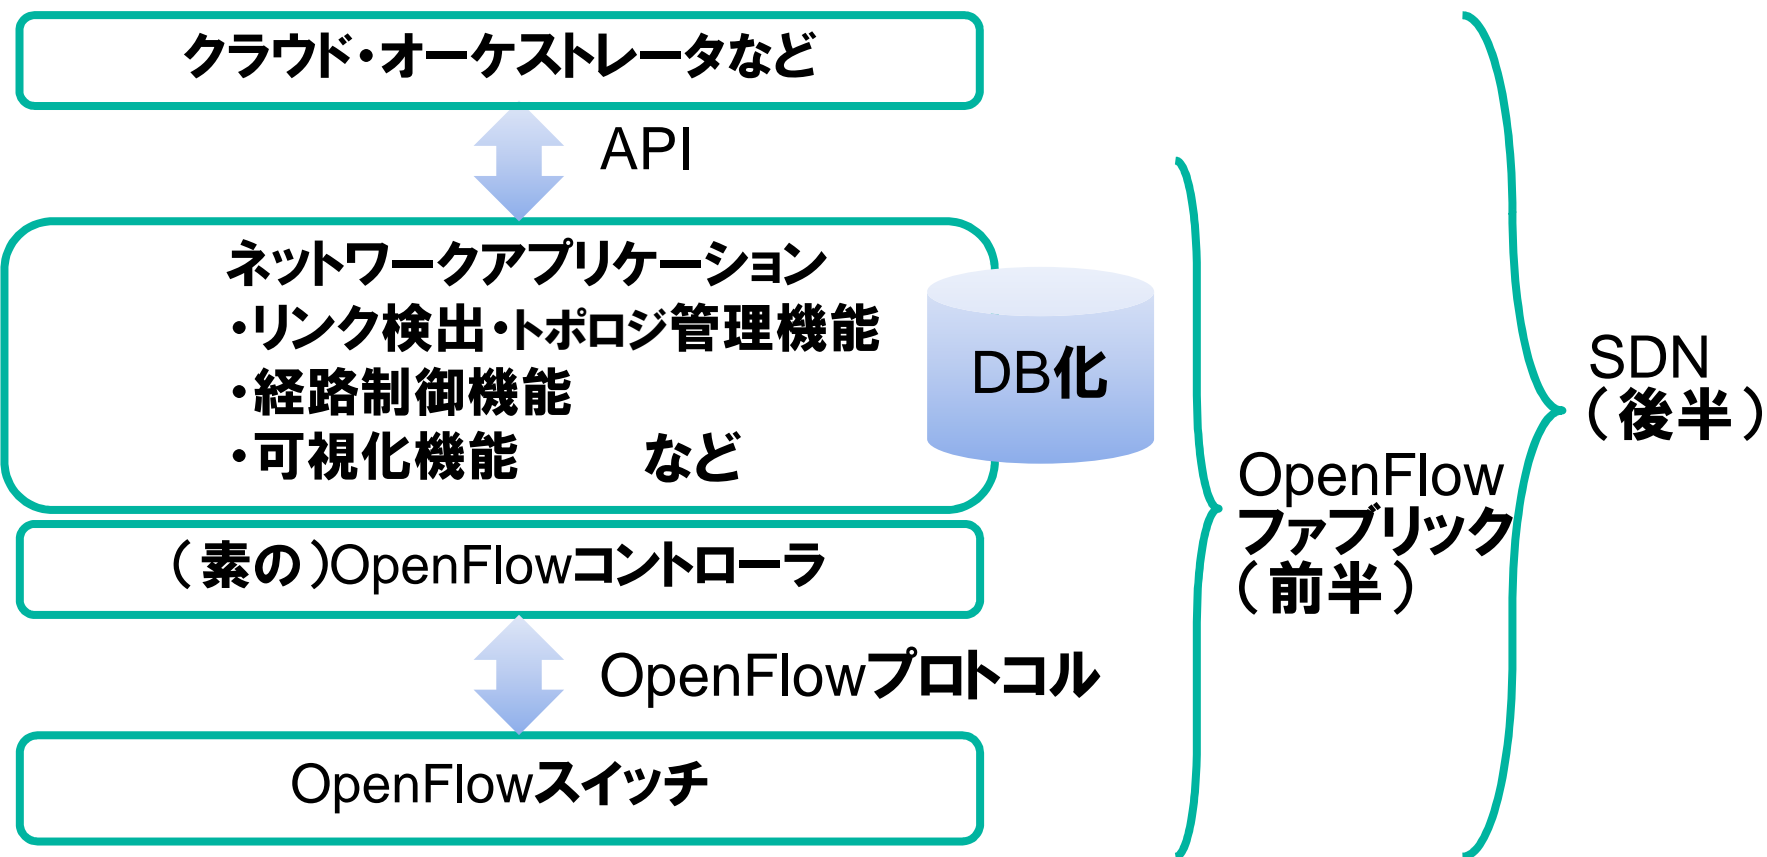 クラウド・オーケストレータなど
API
ネットワークアプリケーション
・リンク検出・トポロジ管理機能
・経路制御機能
・可視化機能 など
DB化
(素の)OpenFlowコントローラ
OpenFlowプロトコル
OpenFlowスイッチ
OpenFlow
ファブリック
(前半)
SDN
(後半)